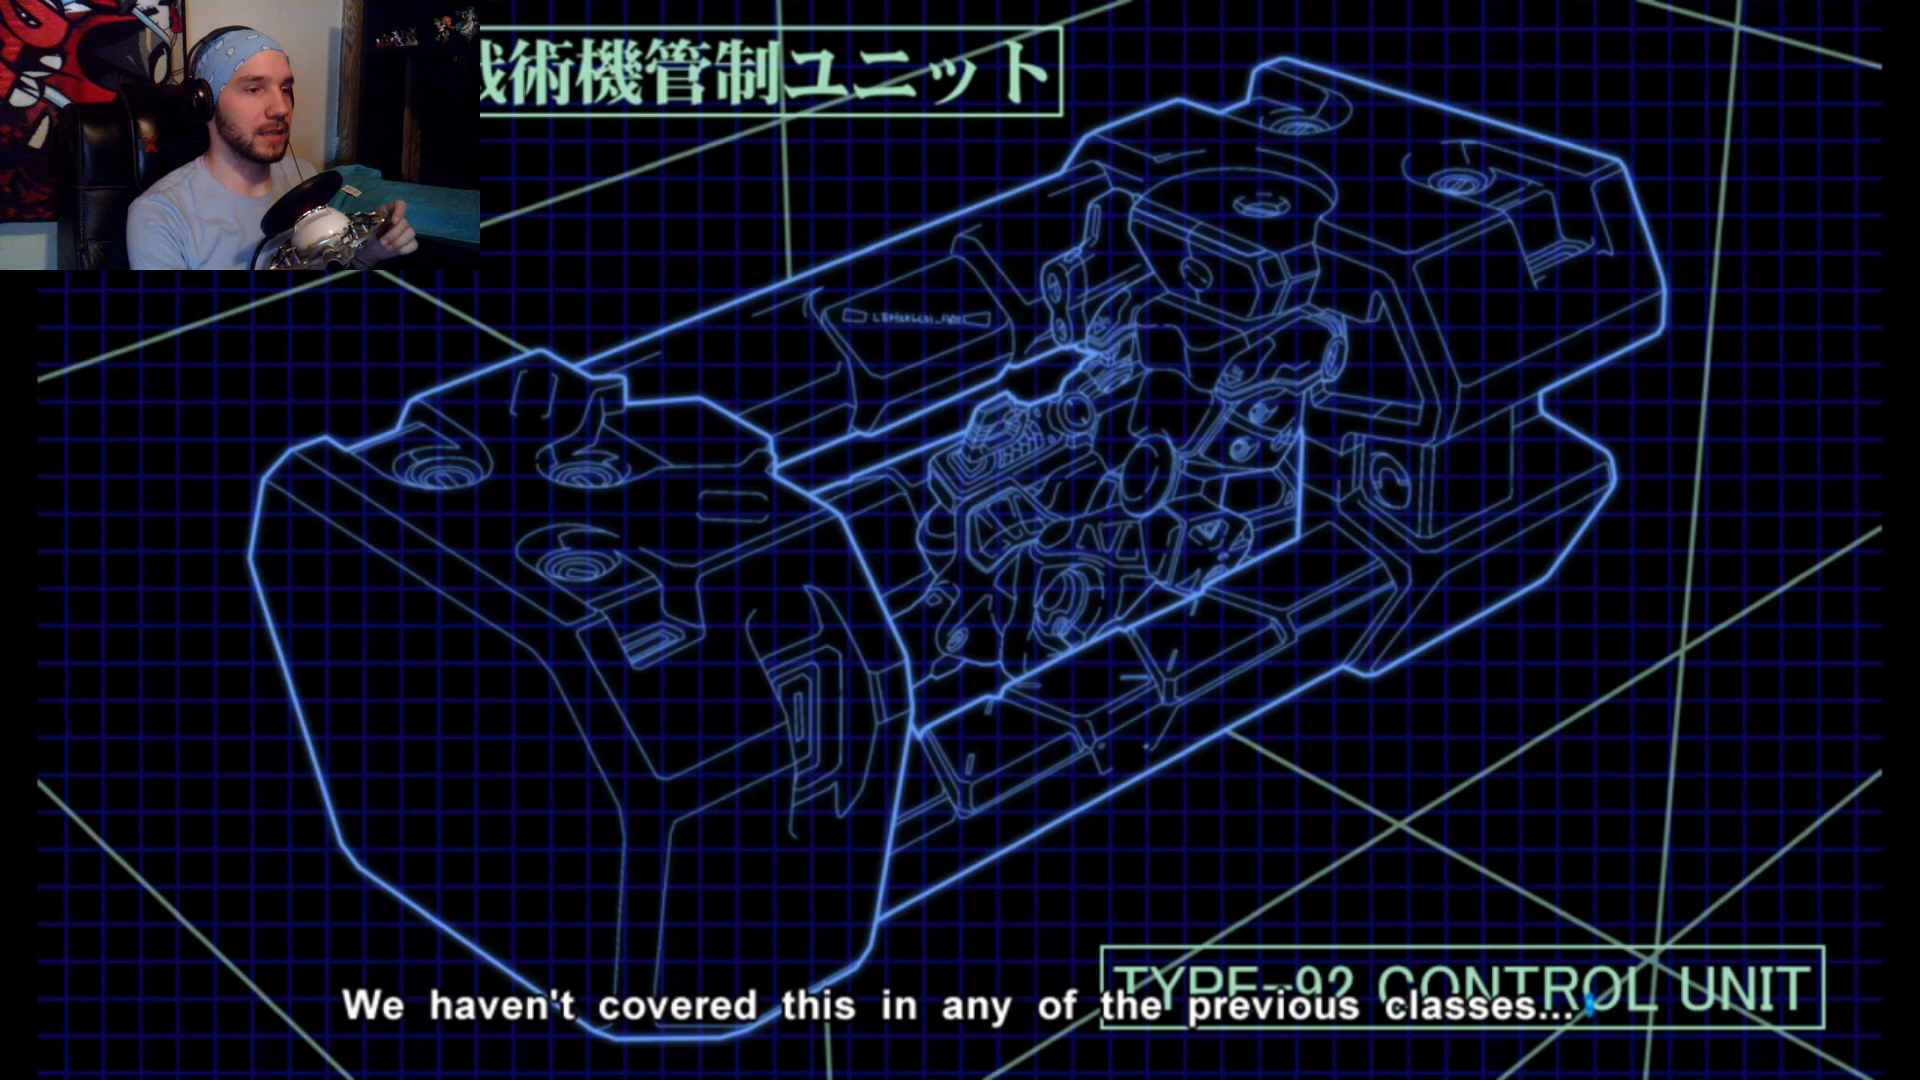 術機管制ユニット
We haven't covered this in any of the previous classes...
TYPE-92 CONTROL UNIT